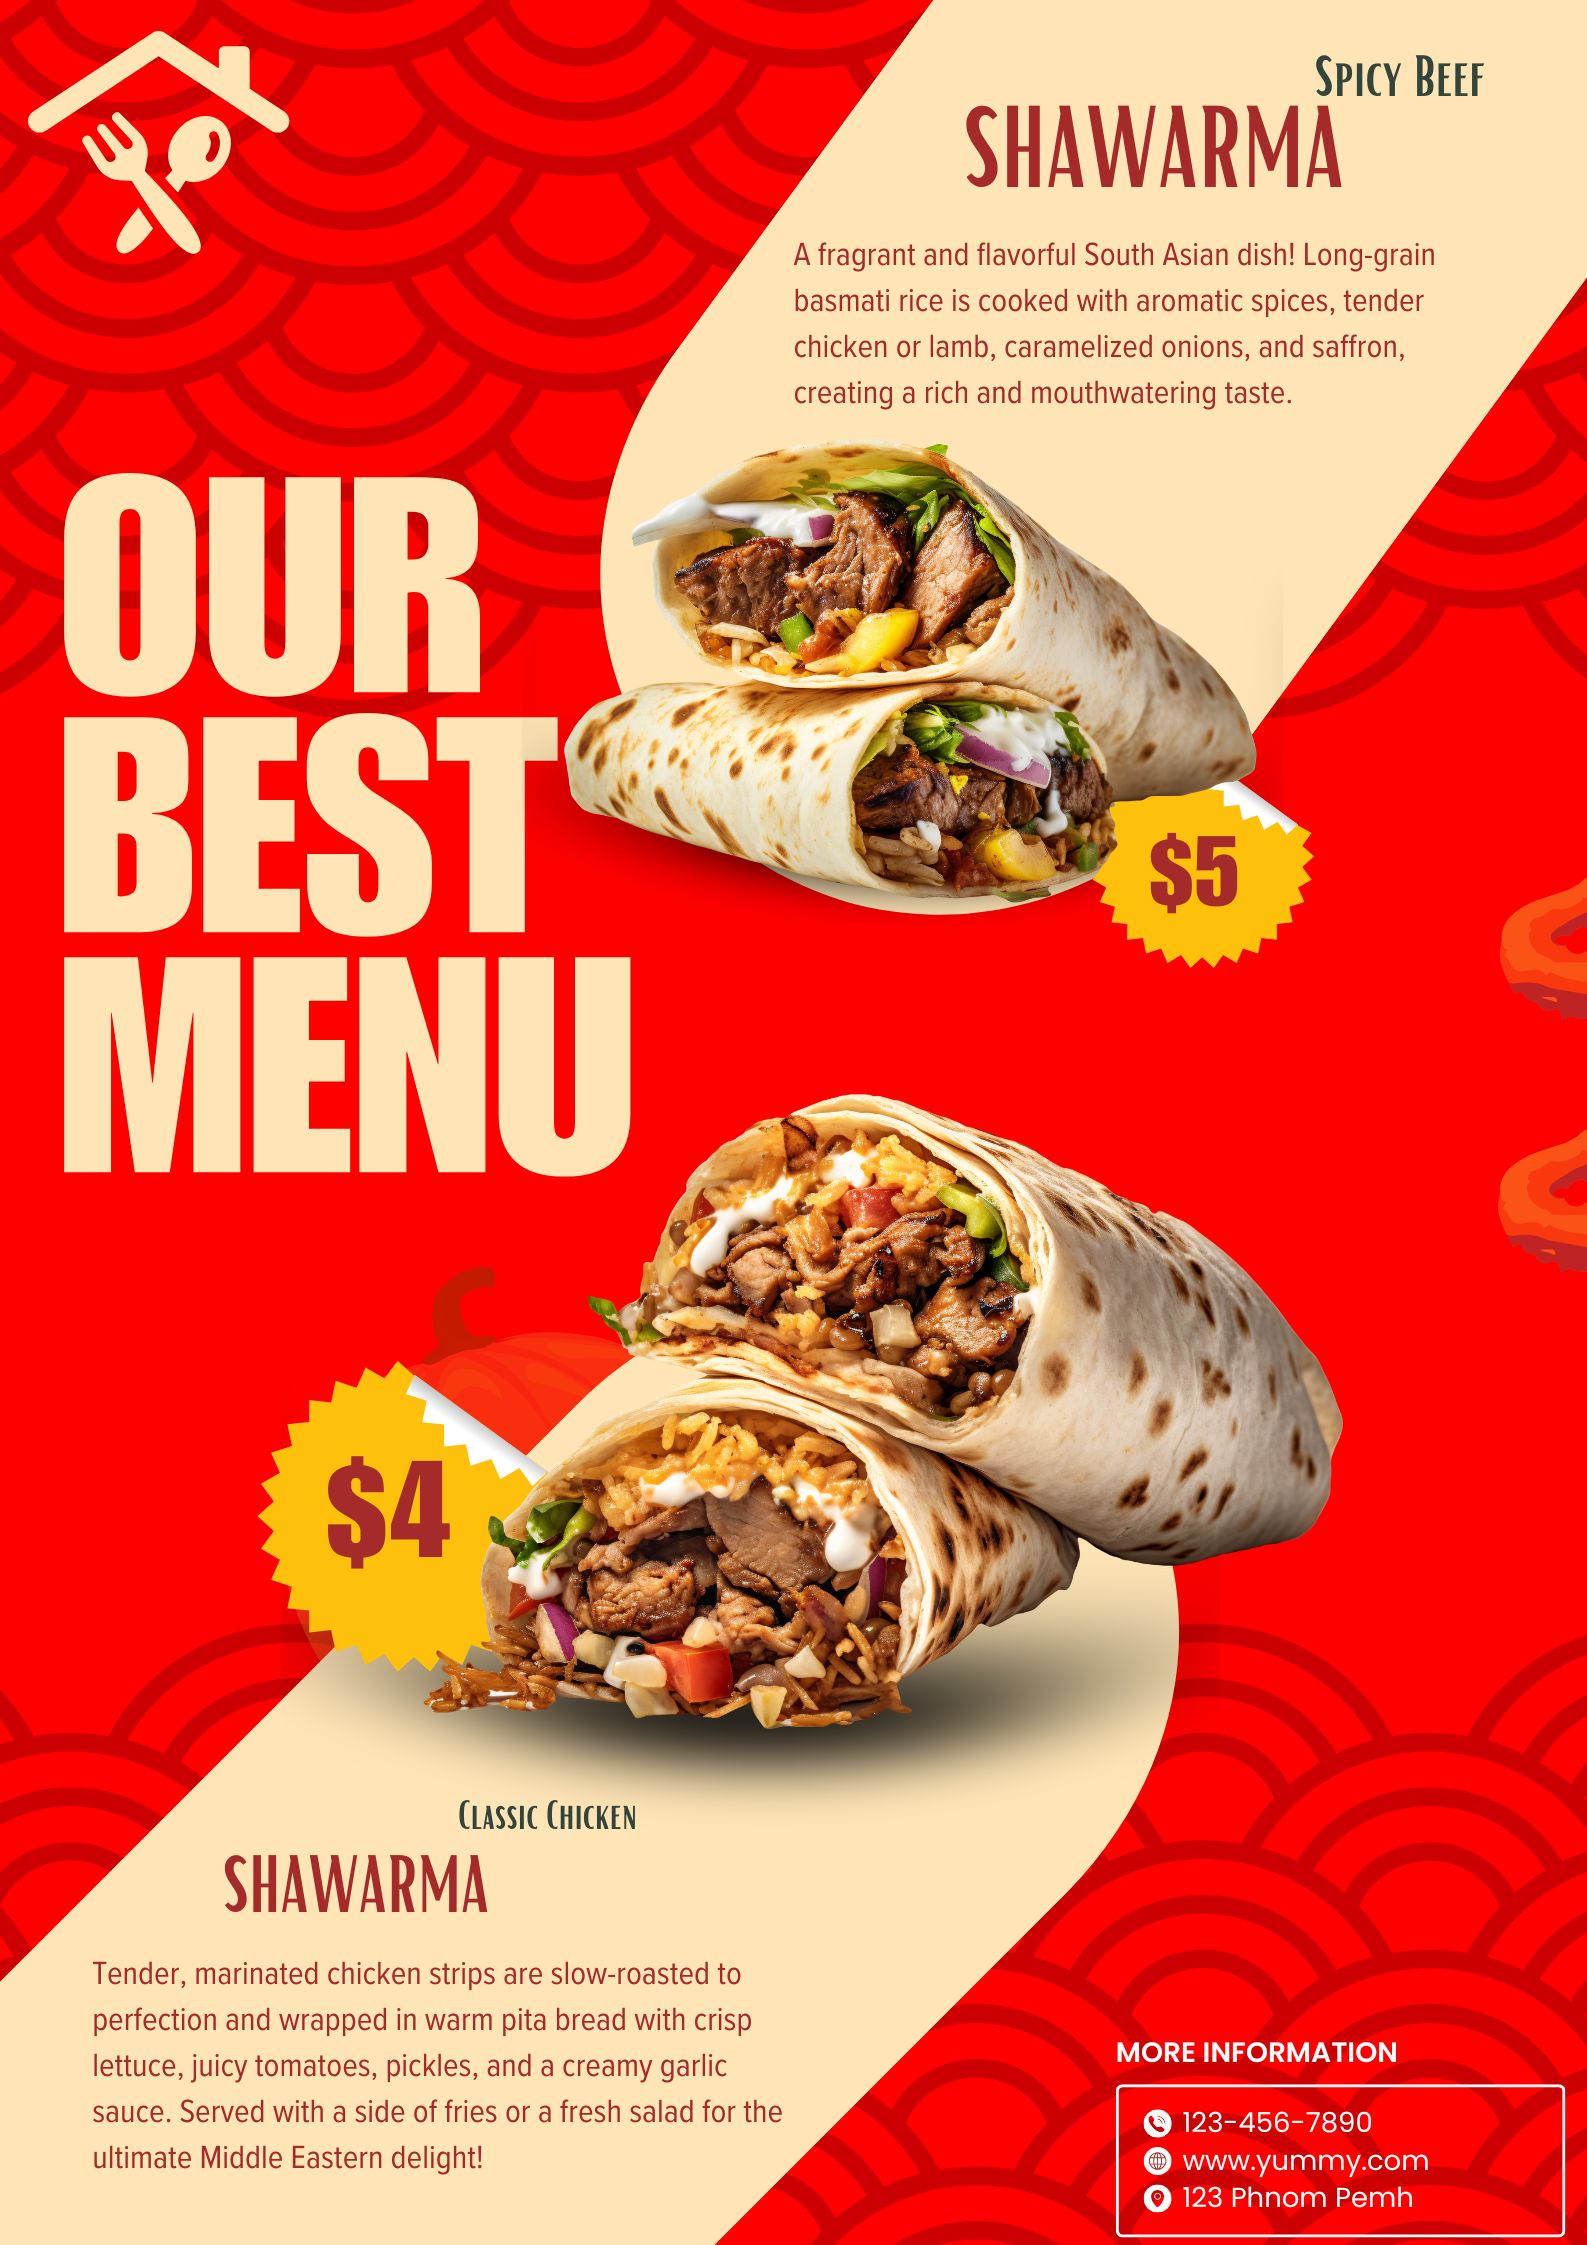 Spicy Beef
SHAWARMA
A fragrant and flavorful South Asian dish! Long-grain
basmati rice is cooked with aromatic spices, tender
chicken or lamb, caramelized onions, and saffron,
creating a rich and mouthwatering taste.
OUR
BEST
MENU
$5
$4
Classic Chicken
SHAWARMA
Tender, marinated chicken strips are slow-roasted to
perfection and wrapped in warm pita bread with crisp
lettuce, juicy tomatoes, pickles, and a creamy garlic
sauce. Served with a side of fries or a fresh salad for the
ultimate Middle Eastern delight!
MORE INFORMATION
123-456-7890
www.yummy.com
123 Phnom Pemh